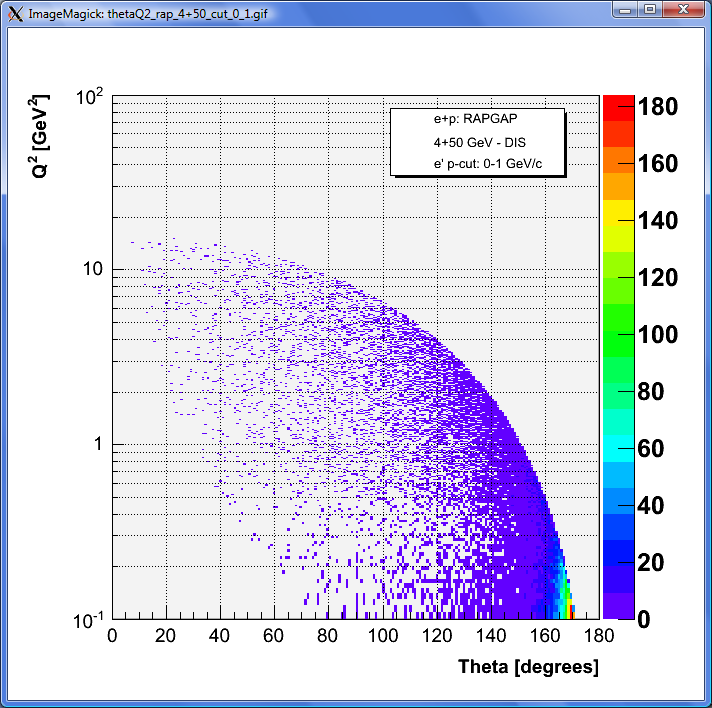 ImageMagick: thetaQ2_rap_4+50_cut_0_1.gif
Q² [GeV²]
10²
10
1
10⁻¹
e+p: RAPGAP
4+50 GeV - DIS
e' p-cut: 0-1 GeV/c
180
160
140
120
100
80
60
40
20
0
0 20 40 60 80 100 120 140 160 180
Theta [degrees]